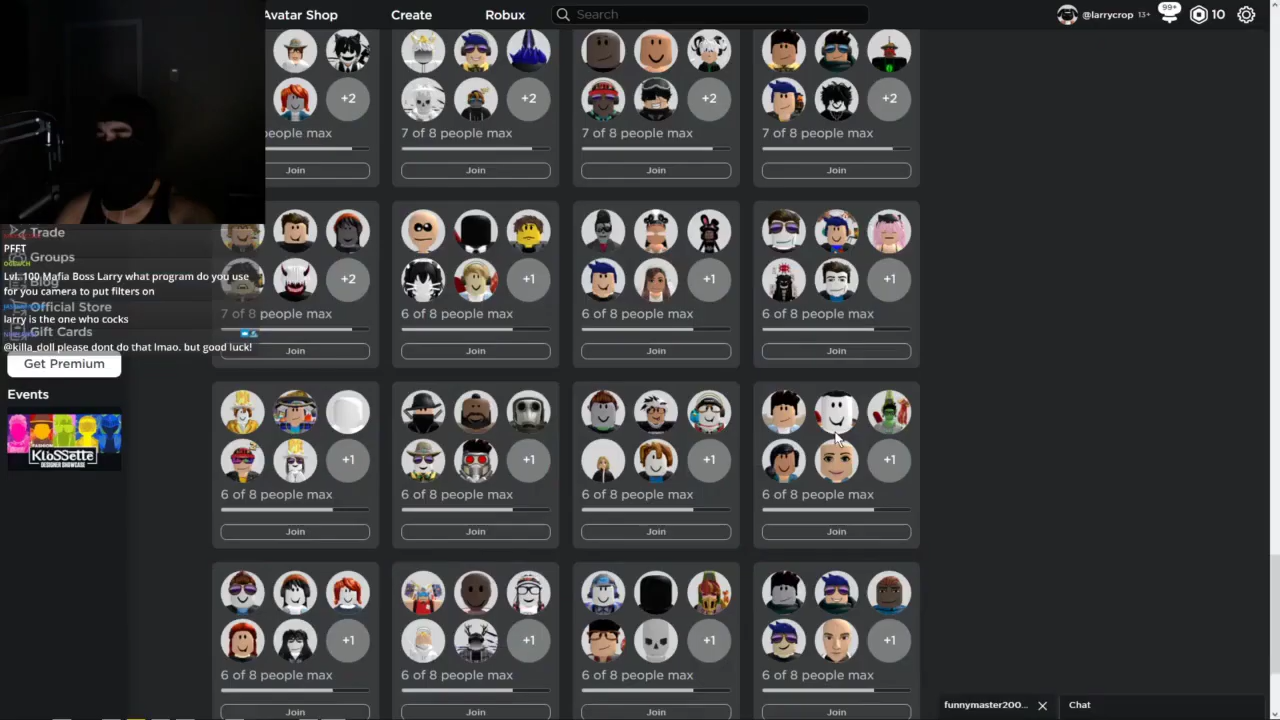 Avatar Shop
Create
Robux
Search
@larrycrop 13+
99+
10
+2
+2
+2
+2
people max
7 of 8 people max
7 of 8 people max
7 of 8 people max
Join
Join
Join
Join
Trade
PFFT
Groups
Lvl. 100 Mafia Boss Larry what program do you use
for you camera to put filters on
Blog
Official Store
larry is the one who cocks
Gift Cards
@killa_doll please dont do that lmao. but good luck!
Get Premium
Events
KLOSSETTE
DESIGNER SHOWCASE
+2
+1
+1
+1
7 of 8 people max
6 of 8 people max
6 of 8 people max
6 of 8 people max
Join
Join
Join
Join
+1
+1
+1
+1
6 of 8 people max
6 of 8 people max
6 of 8 people max
6 of 8 people max
Join
Join
Join
Join
+1
+1
+1
+1
6 of 8 people max
6 of 8 people max
6 of 8 people max
6 of 8 people max
Join
Join
Join
Join
funnymaster200...
Chat